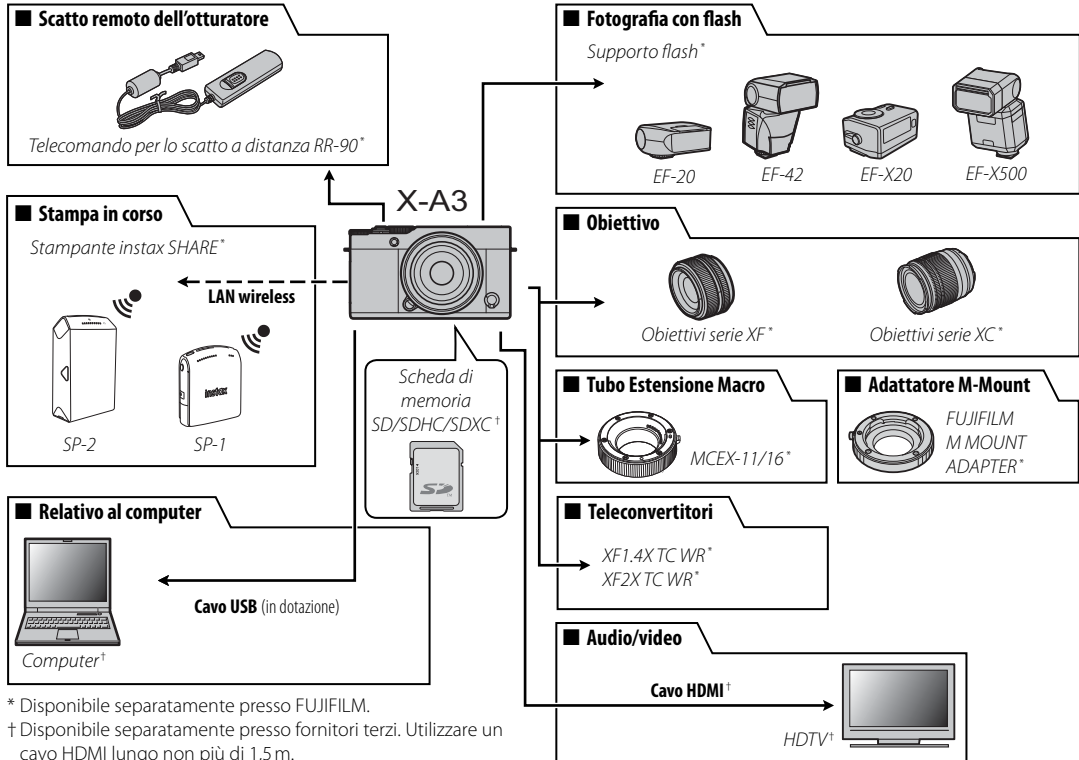 ■ Scatto remoto dell'otturatore
Telecomando per lo scatto a distanza RR-90*
■ Fotografia con flash
Supporto flash*
EF-20
EF-42
EF-X20
EF-X500
X-A3
■ Stampa in corso
Stampante instax SHARE*
LAN wireless
instax
SP-2
SP-1
■ Obiettivo
Obiettivi serie XF*
Obiettivi serie XC*
Scheda di
memoria
SD/SDHC/SDXC†
SD
■ Tubo Estensione Macro
MCEX-11/16*
■ Adattatore M-Mount
FUJIFILM
M MOUNT
ADAPTER*
■ Relativo al computer
Cavo USB (in dotazione)
Computer†
■ Teleconvertitori
XF1.4X TC WR*
XF2X TC WR*
■ Audio/video
Cavo HDMI†
HDTV†
* Disponibile separatamente presso FUJIFILM.
† Disponibile separatamente presso fornitori terzi. Utilizzare un
cavo HDMI lungo non più di 1,5 m.